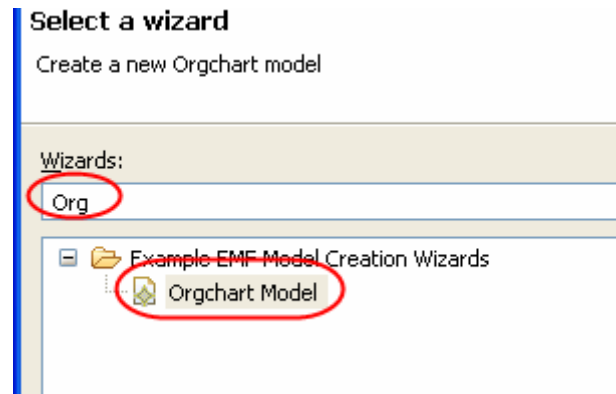 Select a wizard
Create a new Orgchart model
Wizards:
Org
Example EMF Model Creation Wizards
Orgchart Model